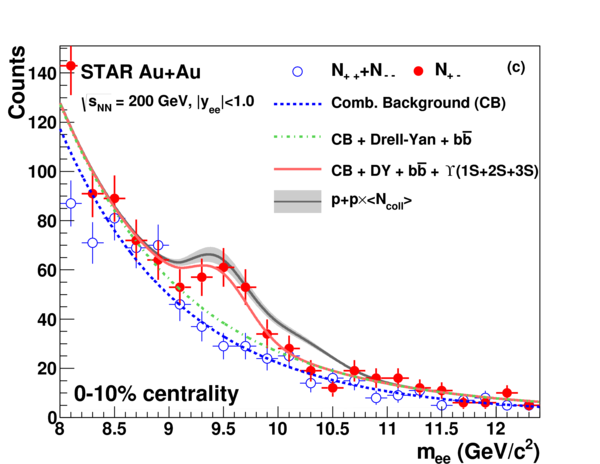 Counts
140
120
100
80
60
40
20
0
STAR Au+Au
√sNN = 200 GeV, |yee|<1.0
N+++N-- N+- (c)
Comb. Background (CB)
CB + Drell-Yan + bb̅
CB + DY + bb̅ + ϒ(1S+2S+3S)
p+p×<Ncoll>
0-10% centrality
8 8.5 9 9.5 10 10.5 11 11.5 12
mee (GeV/c²)